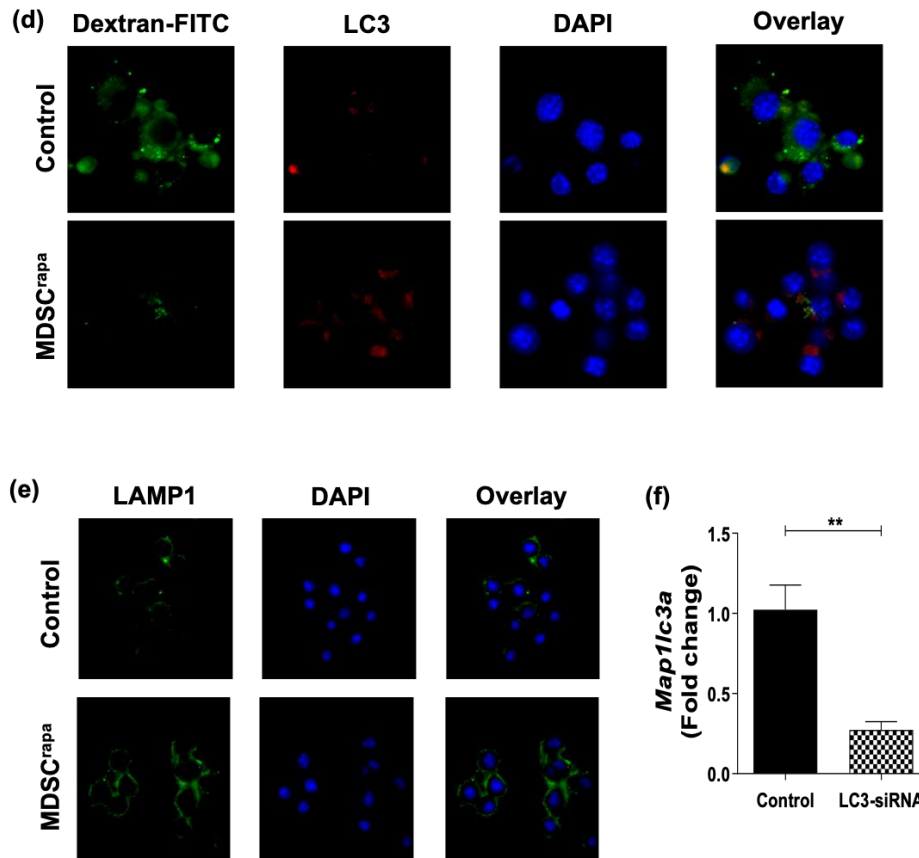 (d)
Dextran-FITC LC3 DAPI Overlay
Control
MDSCrapa
(e)
LAMP1 DAPI Overlay
Control
MDSCrapa
(f)
**
Map1lc3a
(Fold change)
1.5
1.0
0.5
0.0
Control LC3-siRNA